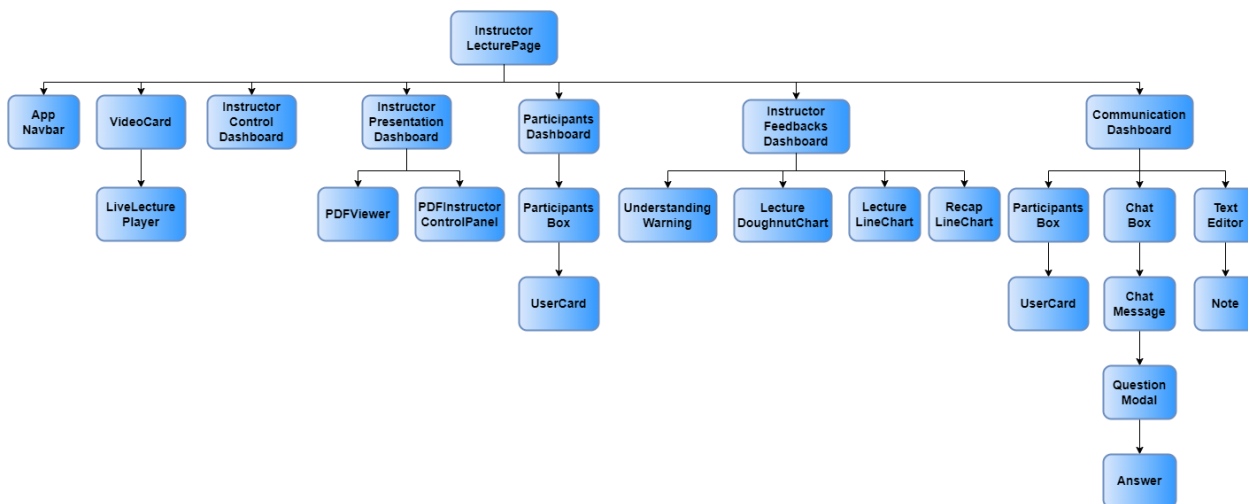 Instructor
LecturePage
App
Navbar
VideoCard
Instructor
Control
Dashboard
Instructor
Presentation
Dashboard
Participants
Dashboard
Instructor
Feedbacks
Dashboard
Communication
Dashboard
LiveLecture
Player
PDFViewer
PDFInstructor
ControlPanel
Participants
Box
Understanding
Warning
Lecture
DoughnutChart
Lecture
LineChart
Recap
LineChart
Participants
Box
Chat
Box
Text
Editor
UserCard
UserCard
Chat
Message
Note
Question
Modal
Answer